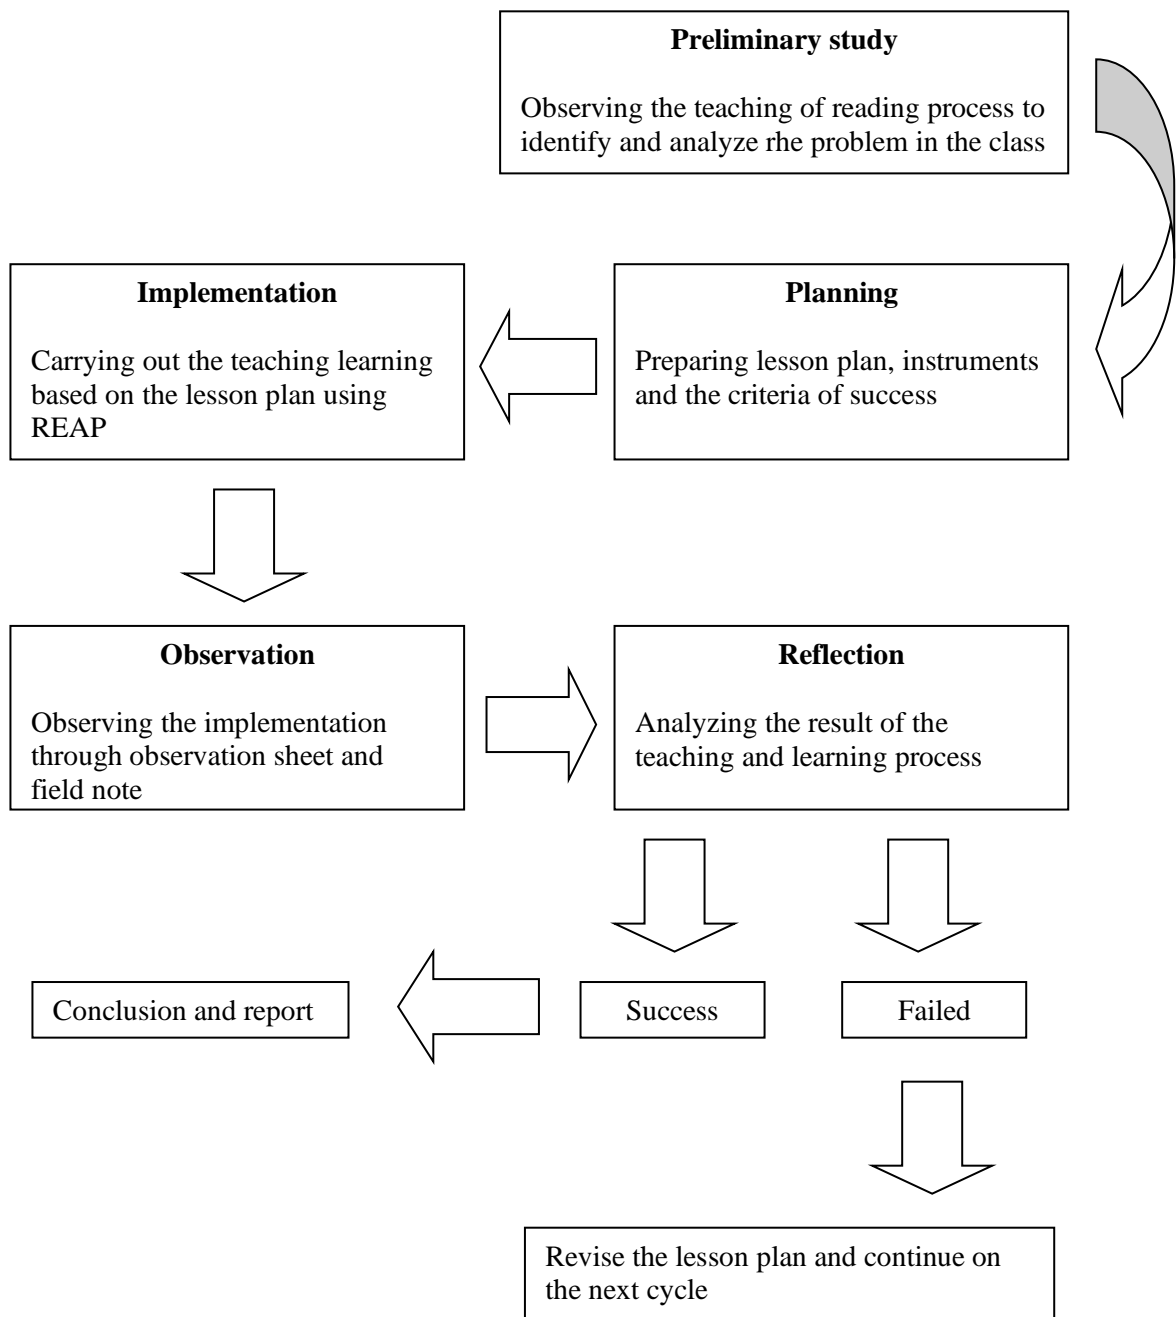 Preliminary study
Observing the teaching of reading process to
identify and analyze rhe problem in the class
Planning
Preparing lesson plan, instruments
and the criteria of success
Implementation
Carrying out the teaching learning
based on the lesson plan using
REAP
Observation
Observing the implementation
through observation sheet and
field note
Reflection
Analyzing the result of the
teaching and learning process
Success
Failed
Conclusion and report
Revise the lesson plan and continue on
the next cycle